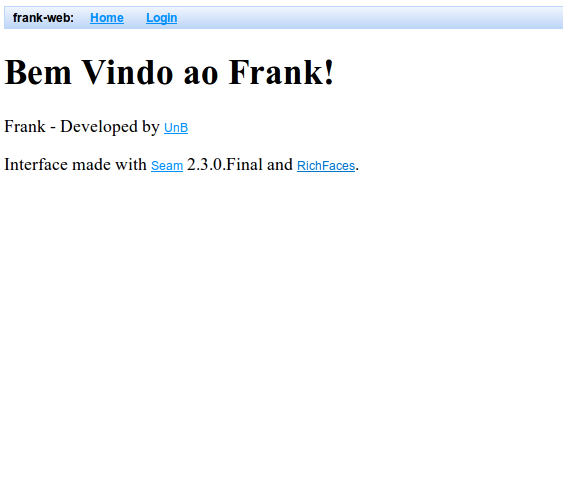 frank-web: Home Login
Bem Vindo ao Frank!
Frank - Developed by UnB
Interface made with Seam 2.3.0.Final and RichFaces.